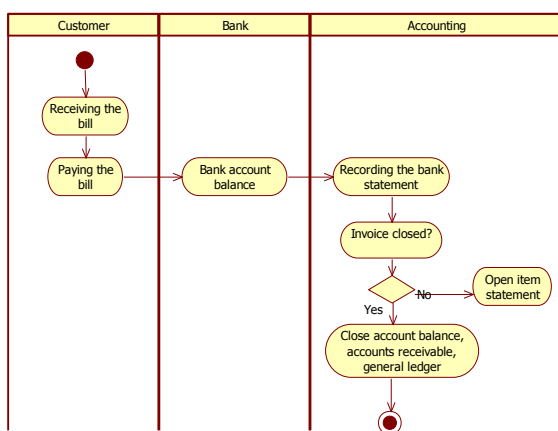 Customer
Bank
Accounting
Receiving the
bill
Paying the
bill
Bank account
balance
Recording the bank
statement
Invoice closed?
No
Open item
statement
Yes
Close account balance,
accounts receivable,
general ledger